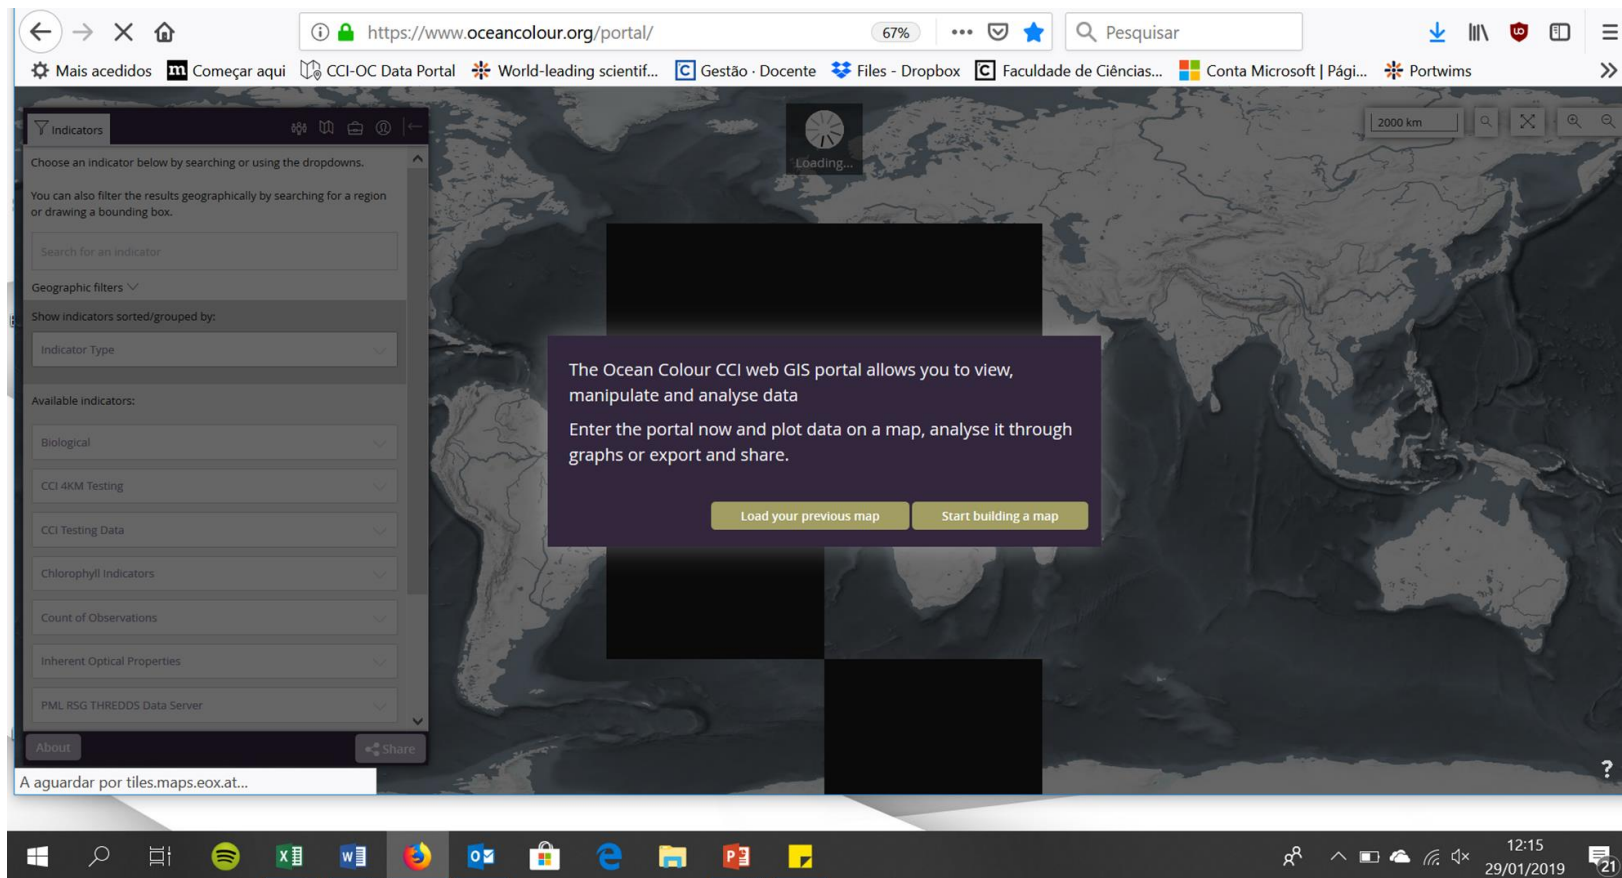 https://www.oceancolour.org/portal/
67%
Pesquisar
Mais acedidos
m Começar aqui
CCI-OC Data Portal
World-leading scientif...
C Gestão · Docente
Files - Dropbox
C Faculdade de Ciências...
Conta Microsoft | Pági...
Portwims
Indicators
Loading...
2000 km
Choose an indicator below by searching or using the dropdowns.
You can also filter the results geographically by searching for a region
or drawing a bounding box.
Search for an indicator
Geographic filters
Show indicators sorted/grouped by:
Indicator Type
Available indicators:
Biological
CCI 4KM Testing
CCI Testing Data
Chlorophyll Indicators
Count of Observations
Inherent Optical Properties
PML RSG THREDDS Data Server
About
Share
The Ocean Colour CCI web GIS portal allows you to view,
manipulate and analyse data
Enter the portal now and plot data on a map, analyse it through
graphs or export and share.
Load your previous map
Start building a map
?
A aguardar por tiles.maps.eox.at...
12:15
29/01/2019
21